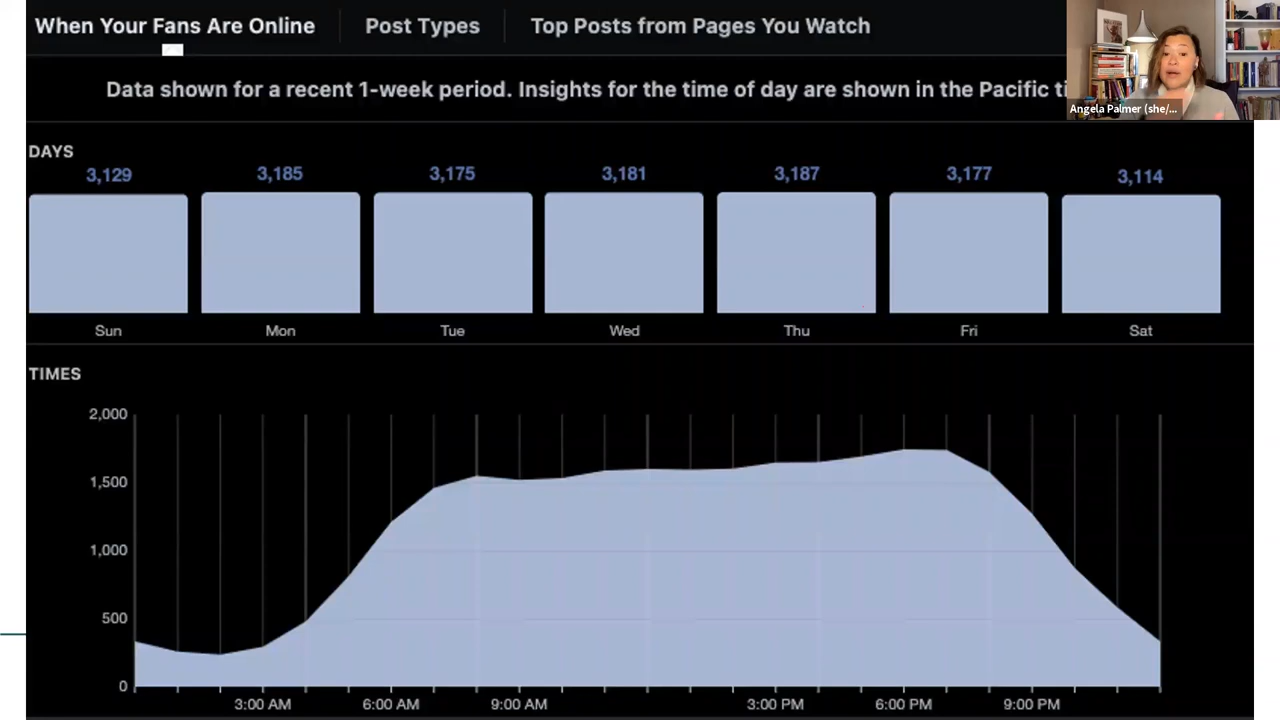 When Your Fans Are Online
Post Types
Top Posts from Pages You Watch
Data shown for a recent 1-week period. Insights for the time of day are shown in the Pacific
Angela Palmer (she/...
DAYS
3,129
3,185
3,175
3,181
3,187
3,177
3,114
Sun
Mon
Tue
Wed
Thu
Fri
Sat
TIMES
2,000
1,500
1,000
500
0
3:00 AM
6:00 AM
9:00 AM
3:00 PM
6:00 PM
9:00 PM